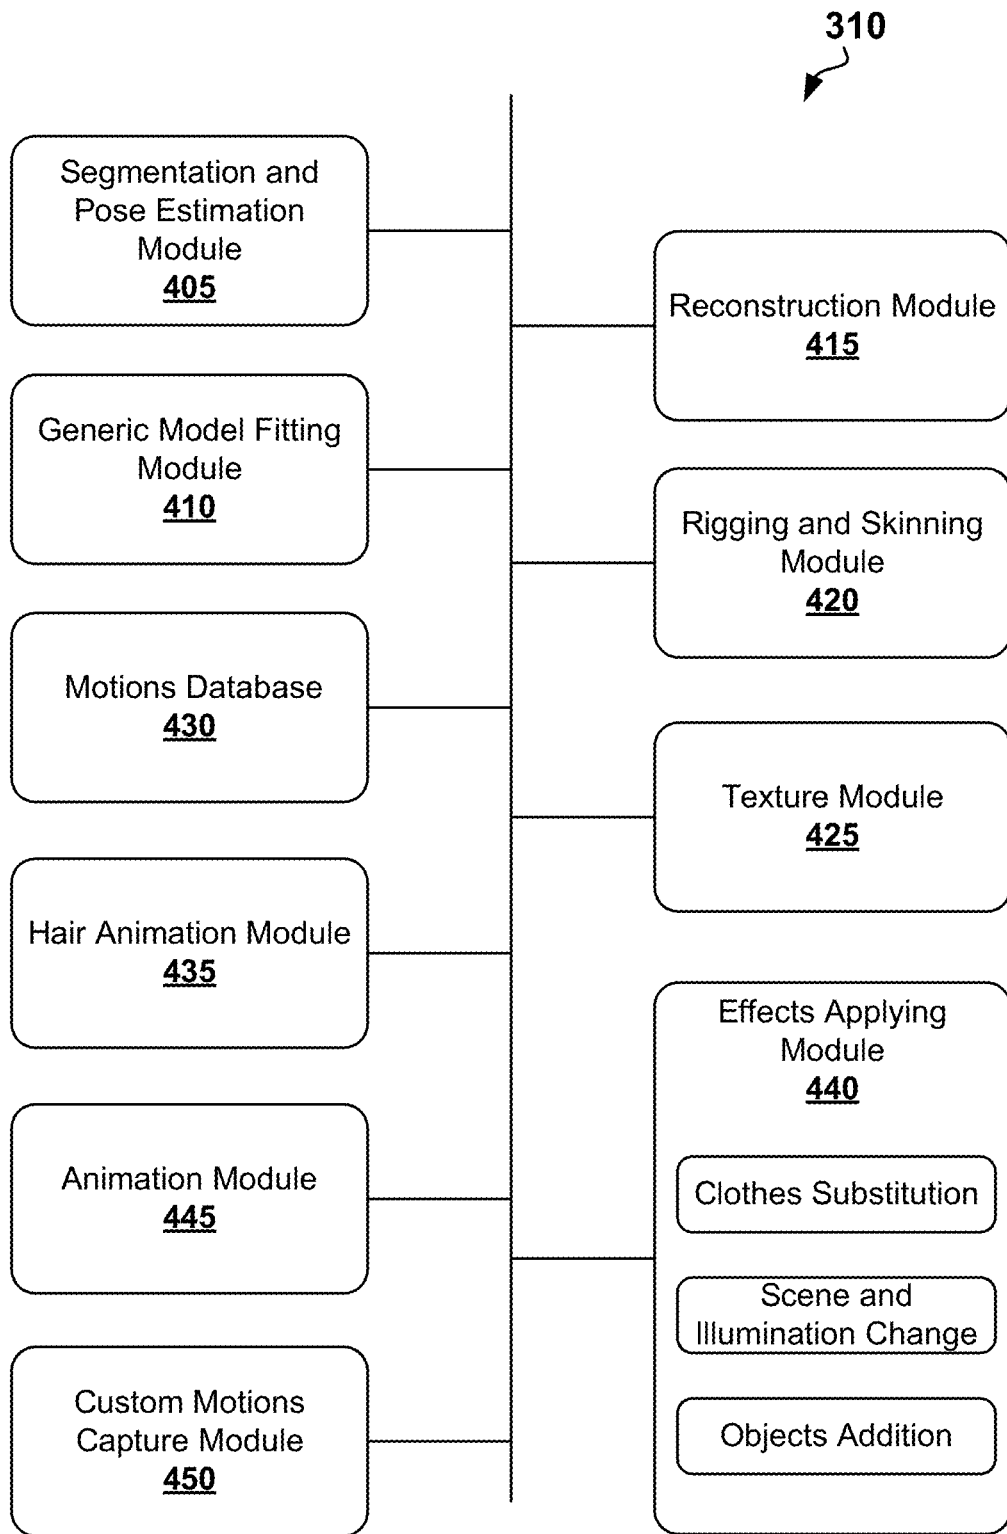 310
Segmentation and
Pose Estimation
Module
405
Reconstruction Module
415
Generic Model Fitting
Module
410
Rigging and Skinning
Module
420
Motions Database
430
Texture Module
425
Hair Animation Module
435
Effects Applying
Module
440
Clothes Substitution
Scene and
Illumination Change
Objects Addition
Animation Module
445
Custom Motions
Capture Module
450